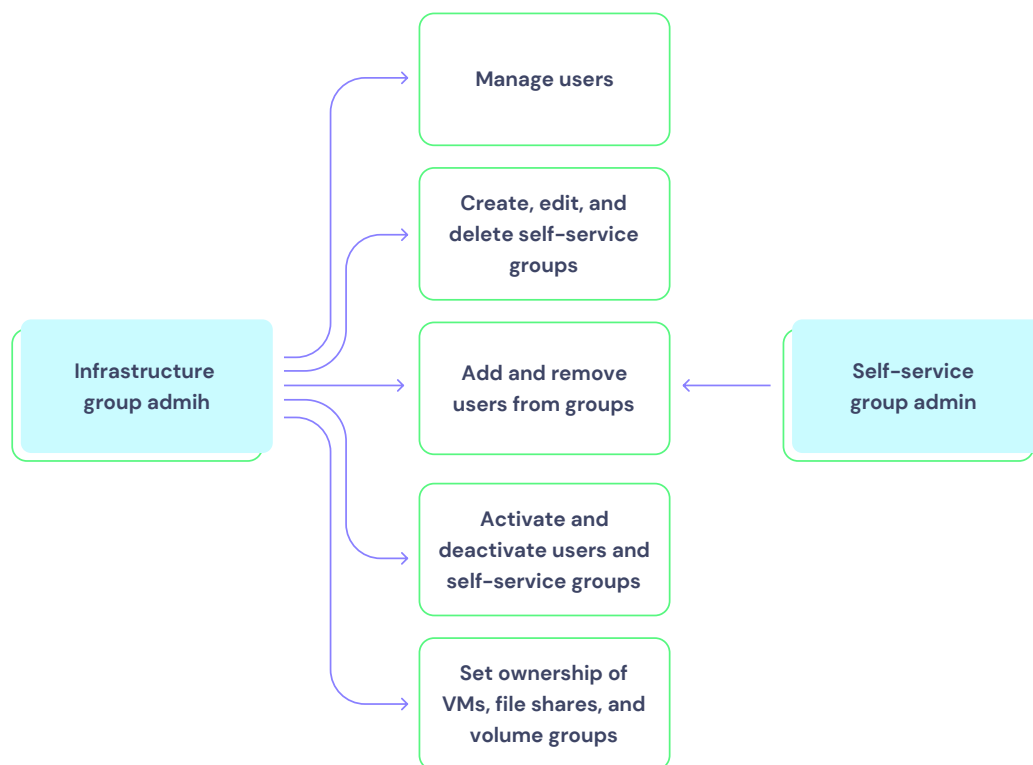 Manage users
Create, edit, and
delete self-service
groups
Infrastructure
group admih
Add and remove
users from groups
Self-service
group admin
Activate and
deactivate users and
self-service groups
Set ownership of
VMs, file shares, and
volume groups